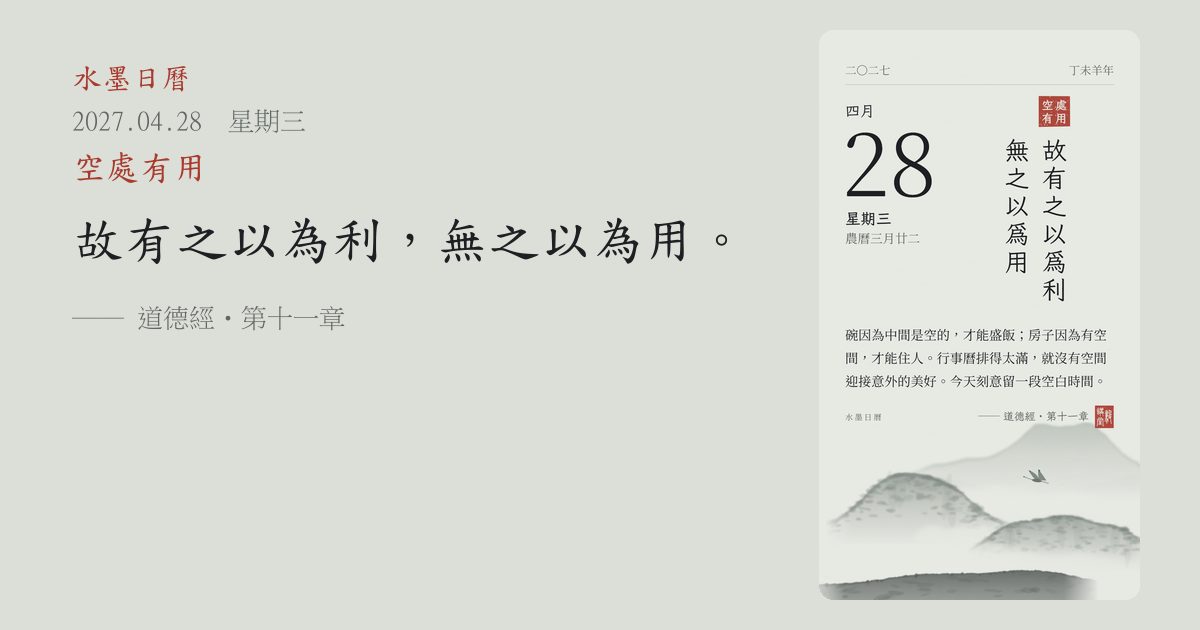 水墨日曆
2027.04.28 星期三
空處有用
故有之以為利，無之以為用。
—— 道德經・第十一章
二〇二七
丁未羊年
四月
28
星期三
農曆三月廿二
空處
有用
故有之以爲利
無之以爲用
碗因為中間是空的，才能盛飯；房子因為有空
間，才能住人。行事曆排得太滿，就沒有空間
迎接意外的美好。今天刻意留一段空白時間。
水墨日曆
—— 道德經・第十一章